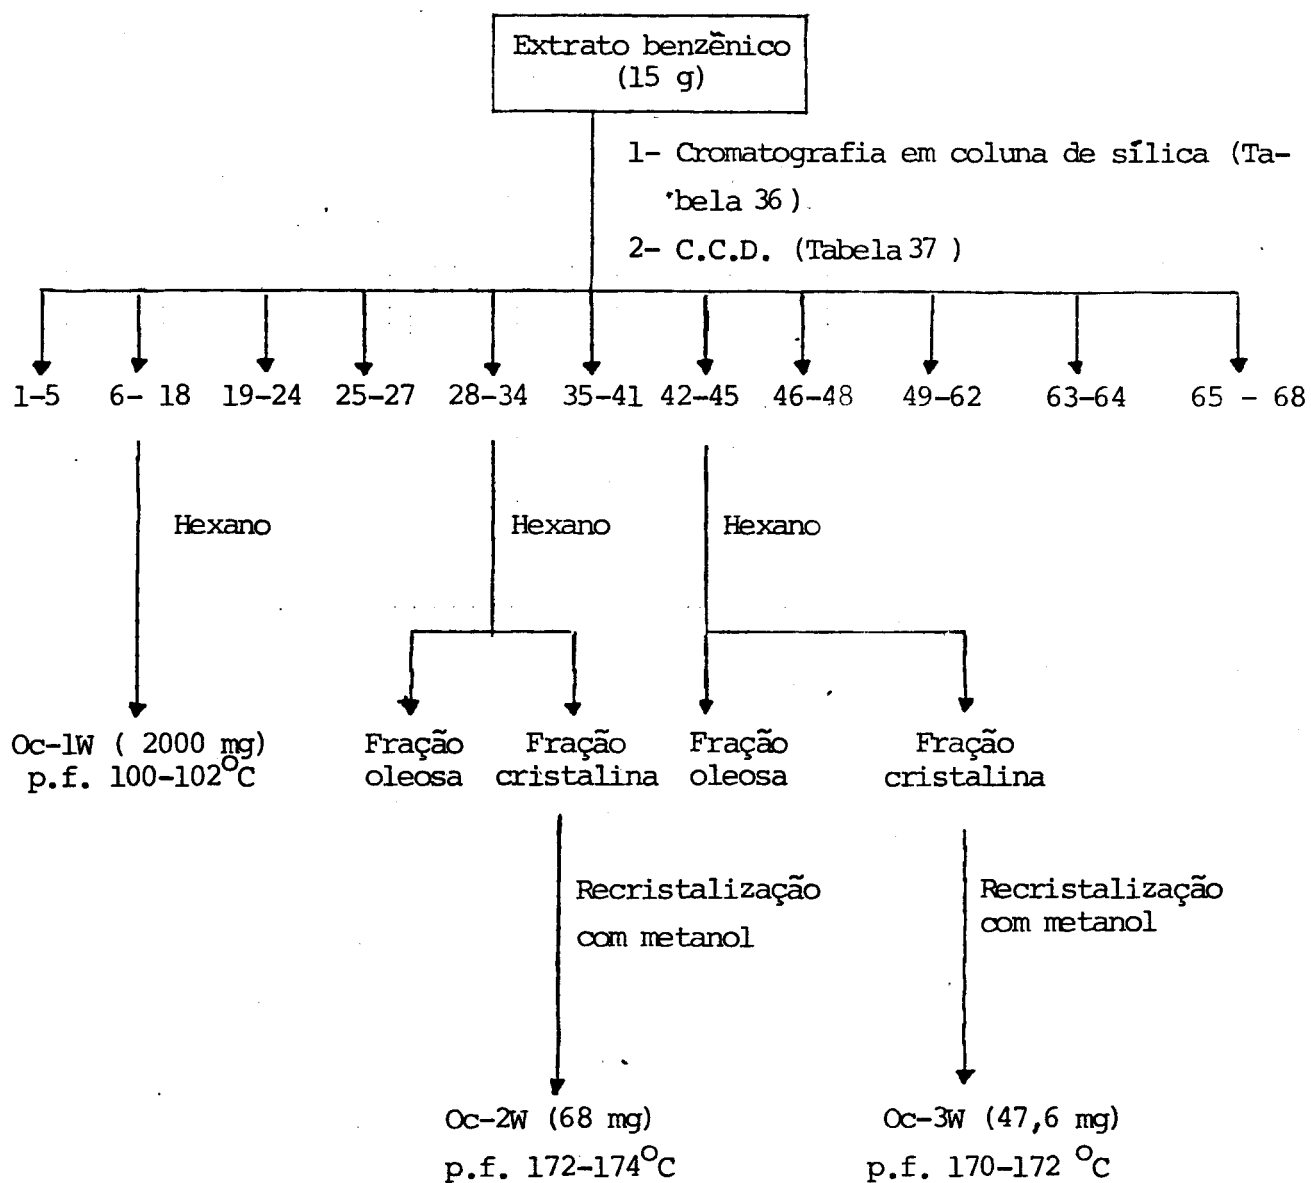 Extrato benzẽnico
(15 g)
1- Cromatografia em coluna de sílica (Ta-
bela 36)
2- C.C.D. (Tabela 37 )
1-5 6- 18 19-24 25-27 28-34 35-41 42-45 46-48 49-62 63-64 65 - 68
Hexano Hexano Hexano
Oc-1W ( 2000 mg)
p.f. 100-102°C
Fração
oleosa
Fração
cristalina
Fração
oleosa
Fração
cristalina
Recristalização
com metanol
Recristalização
com metanol
Oc-2W (68 mg)
p.f. 172-174°C
Oc-3W (47,6 mg)
p.f. 170-172 °C